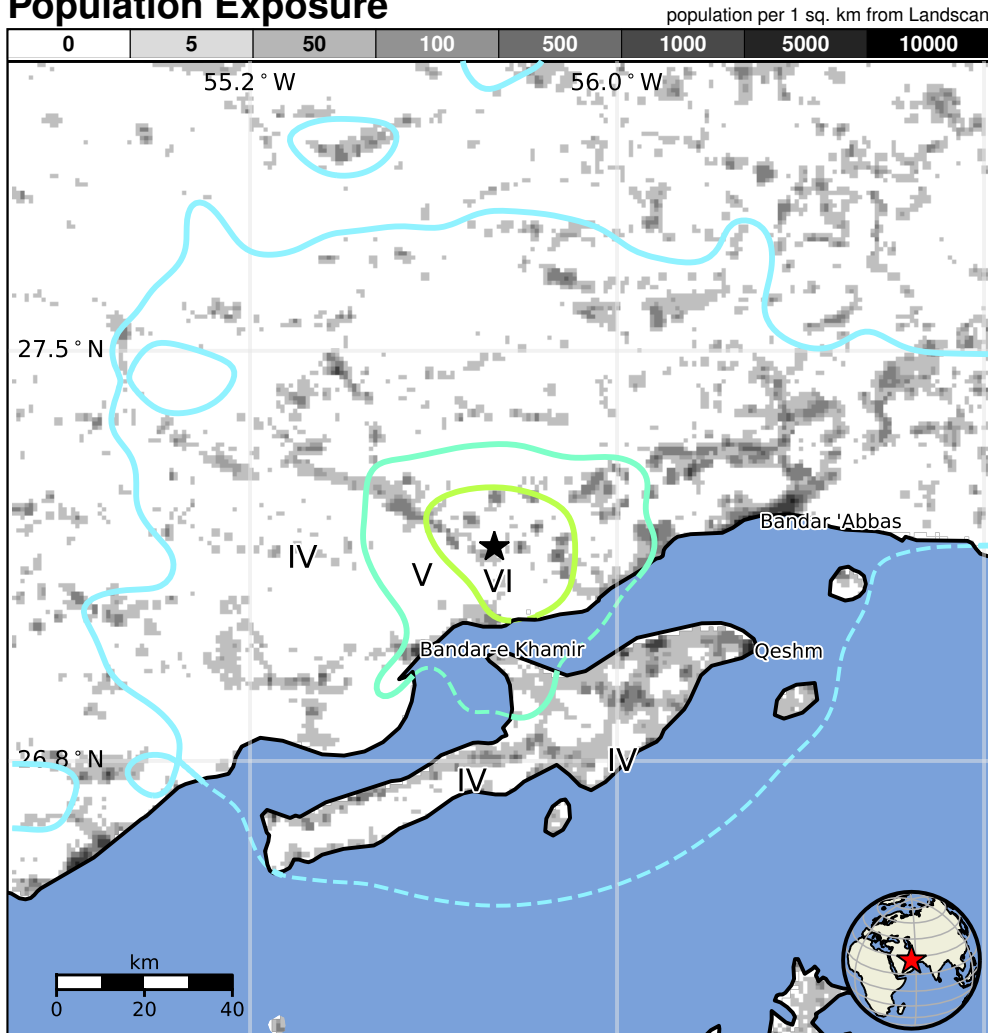 Population Exposure
population per 1 sq. km from Landscan
0 5 50 100 500 1000 5000 10000
55.2°W 56.0°W
27.5°N
Bandar 'Abbas
IV
V
VI
Bandar-e Khamir
Qeshm
26.8°N
IV
IV
km
0 20 40